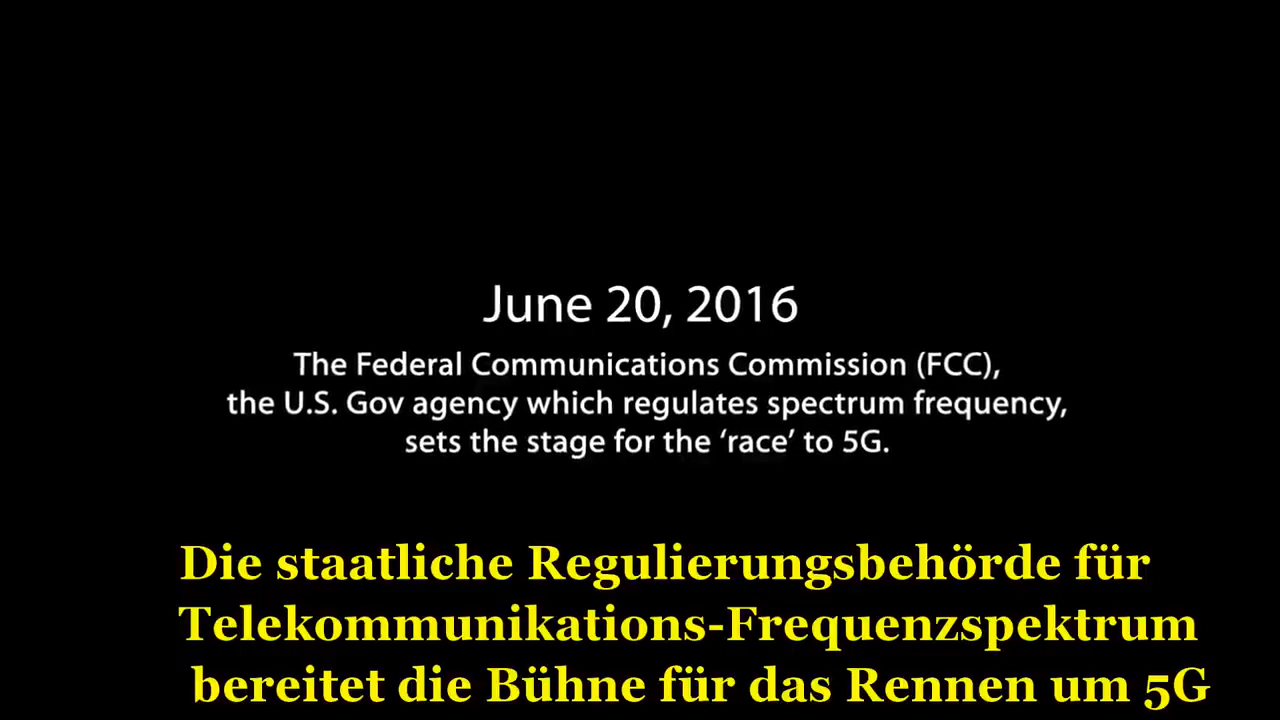 June 20, 2016
The Federal Communications Commission (FCC),
the U.S. Gov agency which regulates spectrum frequency,
sets the stage for the ‘race’ to 5G.
Die staatliche Regulierungsbehörde für
Telekommunikations-Frequenzspektrum
bereitet die Bühne für das Rennen um 5G